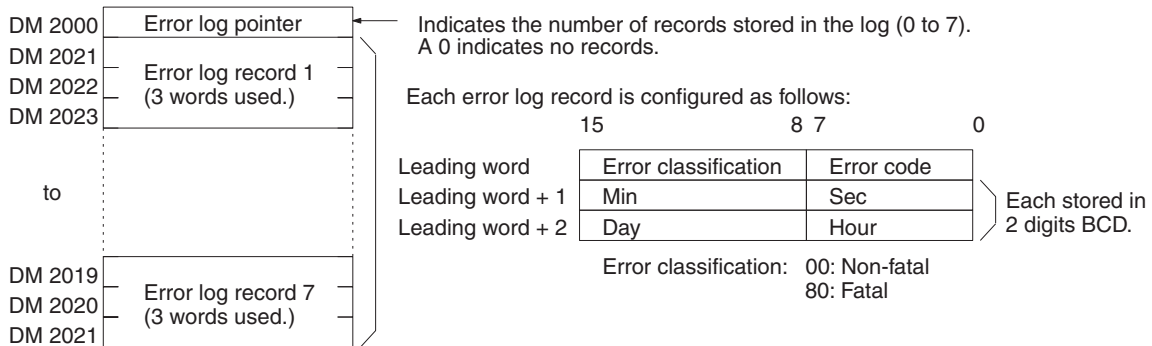 DM 2000 Error log pointer
Indicates the number of records stored in the log (0 to 7).
A 0 indicates no records.
DM 2021
DM 2022
DM 2023
Error log record 1
(3 words used.)
Each error log record is configured as follows:
15 8 7 0
Leading word Error classification Error code
Leading word + 1 Min Sec
Leading word + 2 Day Hour
Each stored in
2 digits BCD.
to
Error classification: 00: Non-fatal
80: Fatal
DM 2019
DM 2020
DM 2021
Error log record 7
(3 words used.)